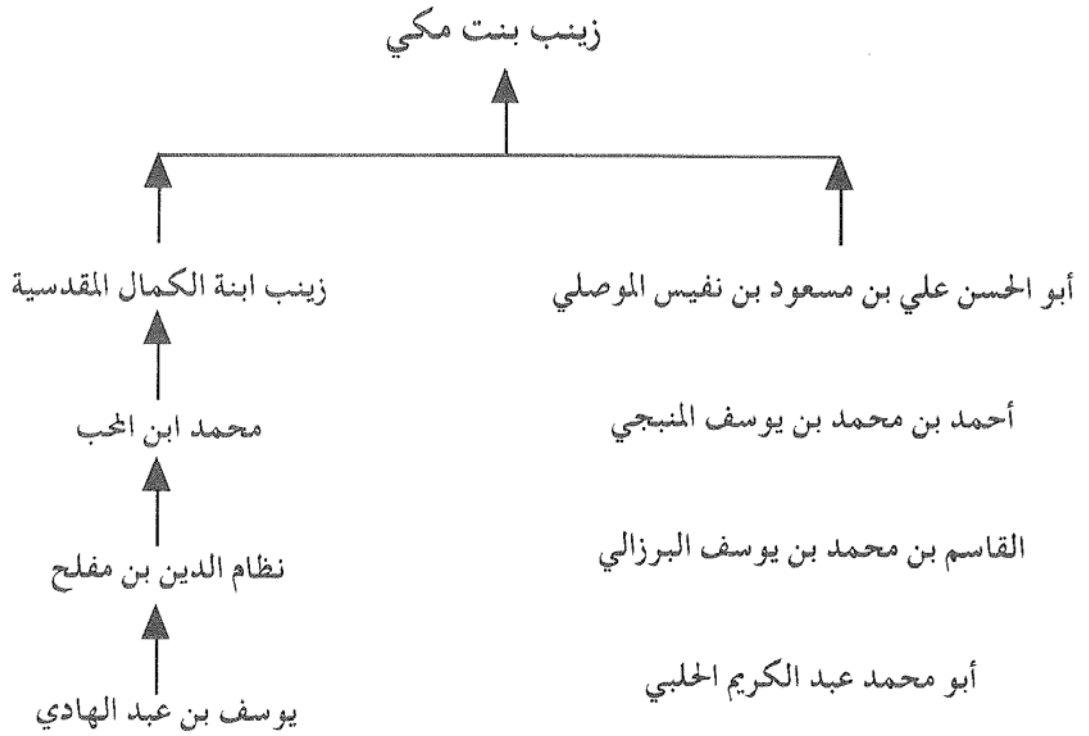 زينب بنت مكي
أبو الحسن علي بن مسعود بن نفيس الموصلي
أحمد بن محمد بن يوسف المنبجي
القاسم بن محمد بن يوسف البرزالي
أبو محمد عبد الكريم الحلبي
زينب ابنة الكمال المقدسية
محمد ابن المحب
نظام الدين بن مفلح
يوسف بن عبد الهادي